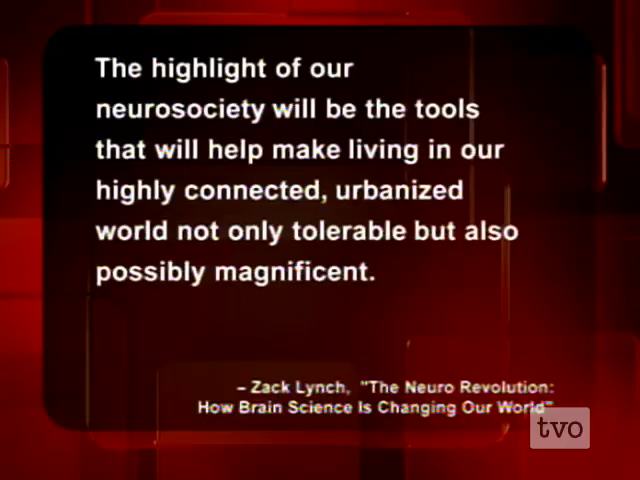 The highlight of our
neurosociety will be the tools
that will help make living in our
highly connected, urbanized
world not only tolerable but also
possibly magnificent.
– Zack Lynch, "The Neuro Revolution:
How Brain Science Is Changing Our World"
tvo